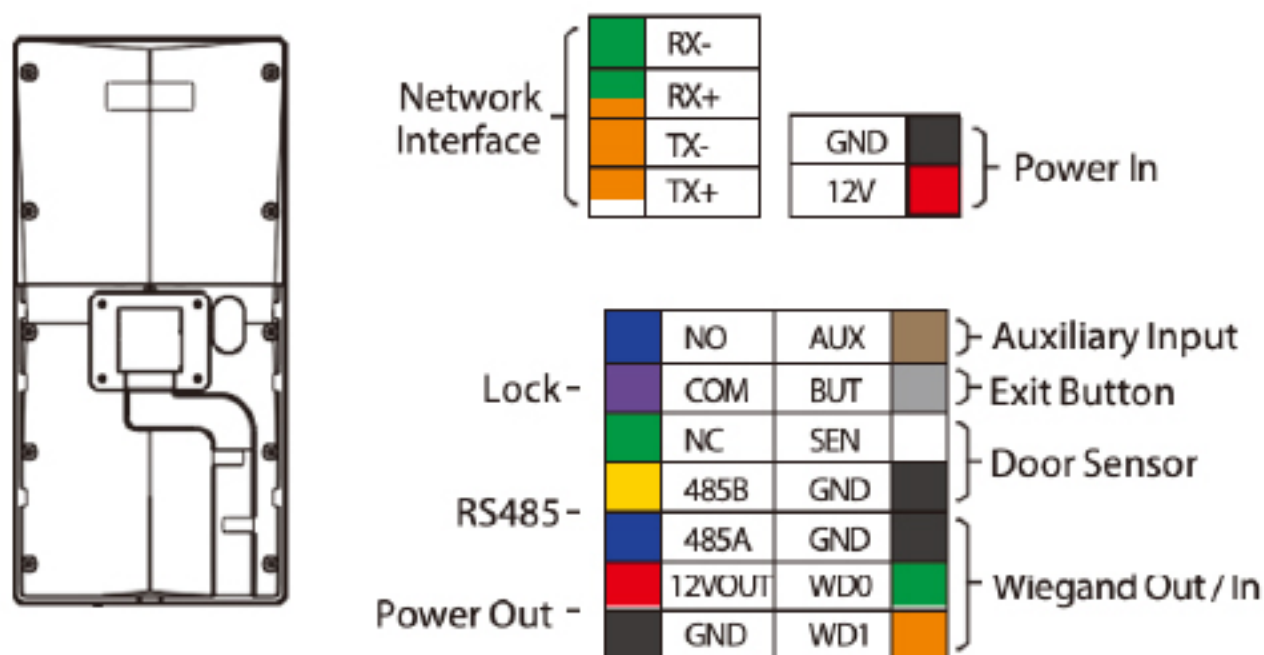 Network
Interface
RX-
RX+
TX-
TX+
GND
12V
Power In
Lock
RS485
Power Out
NO AUX
COM BUT
NC SEN
485B GND
485A GND
12VOUT WD0
GND WD1
Auxiliary Input
Exit Button
Door Sensor
Wiegand Out / In